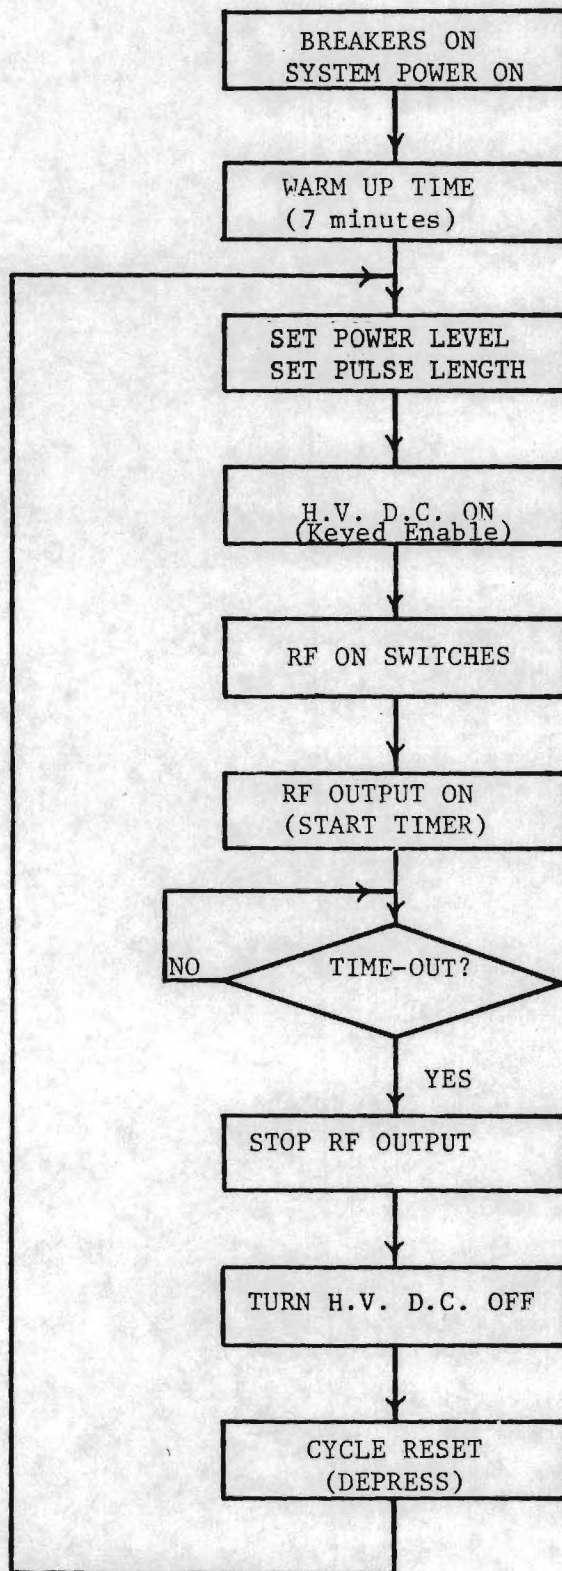 BREAKERS ON
SYSTEM POWER ON
WARM UP TIME
(7 minutes)
SET POWER LEVEL
SET PULSE LENGTH
H.V. D.C. ON
(Keyed Enable)
RF ON SWITCHES
RF OUTPUT ON
(START TIMER)
TIME-OUT?
NO
YES
STOP RF OUTPUT
TURN H.V. D.C. OFF
CYCLE RESET
(DEPRESS)